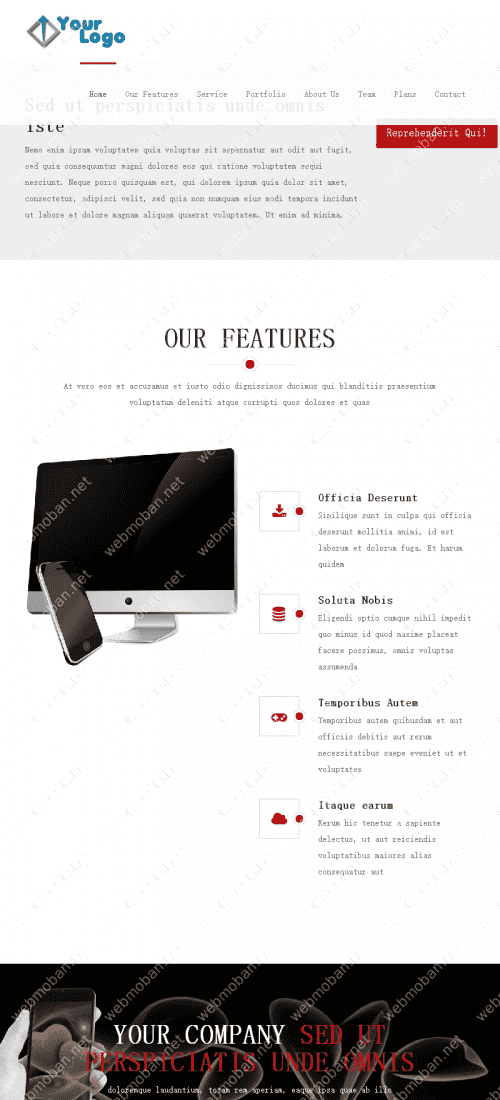 Your
Logo
Home Our Features Service Portfolio About Us Team Plans Contact
Sed ut perspiciatis unde omnis
Iste
Reprehenderit Qui!
Nemo enim ipsam voluptatem quia voluptas sit aspernatur aut odit aut fugit,
sed quia consequuntur magni dolores eos qui ratione voluptatem sequi
nesciunt. Neque porro quisquam est, qui dolorem ipsum quia dolor sit amet,
consectetur, adipisci velit, sed quia non numquam eius modi tempora incidunt
ut labore et dolore magnam aliquam quaerat voluptatem. Ut enim ad minima.
OUR FEATURES
At vero eos et accusamus et iusto odio dignissimos ducimus qui blanditiis praesentium
voluptatum deleniti atque corrupti quos dolores et quas
Officia Deserunt
Similique sunt in culpa qui officia
deserunt mollitia animi, id est
laborum et dolorum fuga. Et harum
quidem
Soluta Nobis
Eligendi optio cumque nihil impedit
quo minus id quod maxime placeat
facere possimus, omnis voluptas
assumenda
Temporibus Autem
Temporibus autem quibusdam et aut
officiis debitis aut rerum
necessitatibus saepe eveniet ut et
voluptates
Itaque earum
Rerum hic tenetur a sapiente
delectus, ut aut reiciendis
voluptatibus maiores alias
consequatur aut
webmoban.net
YOUR COMPANY SED UT
PERSPICIATIS UNDE OMNIS
doloremque laudantium, totam rem aperiam, eaque ipsa quae ab illo